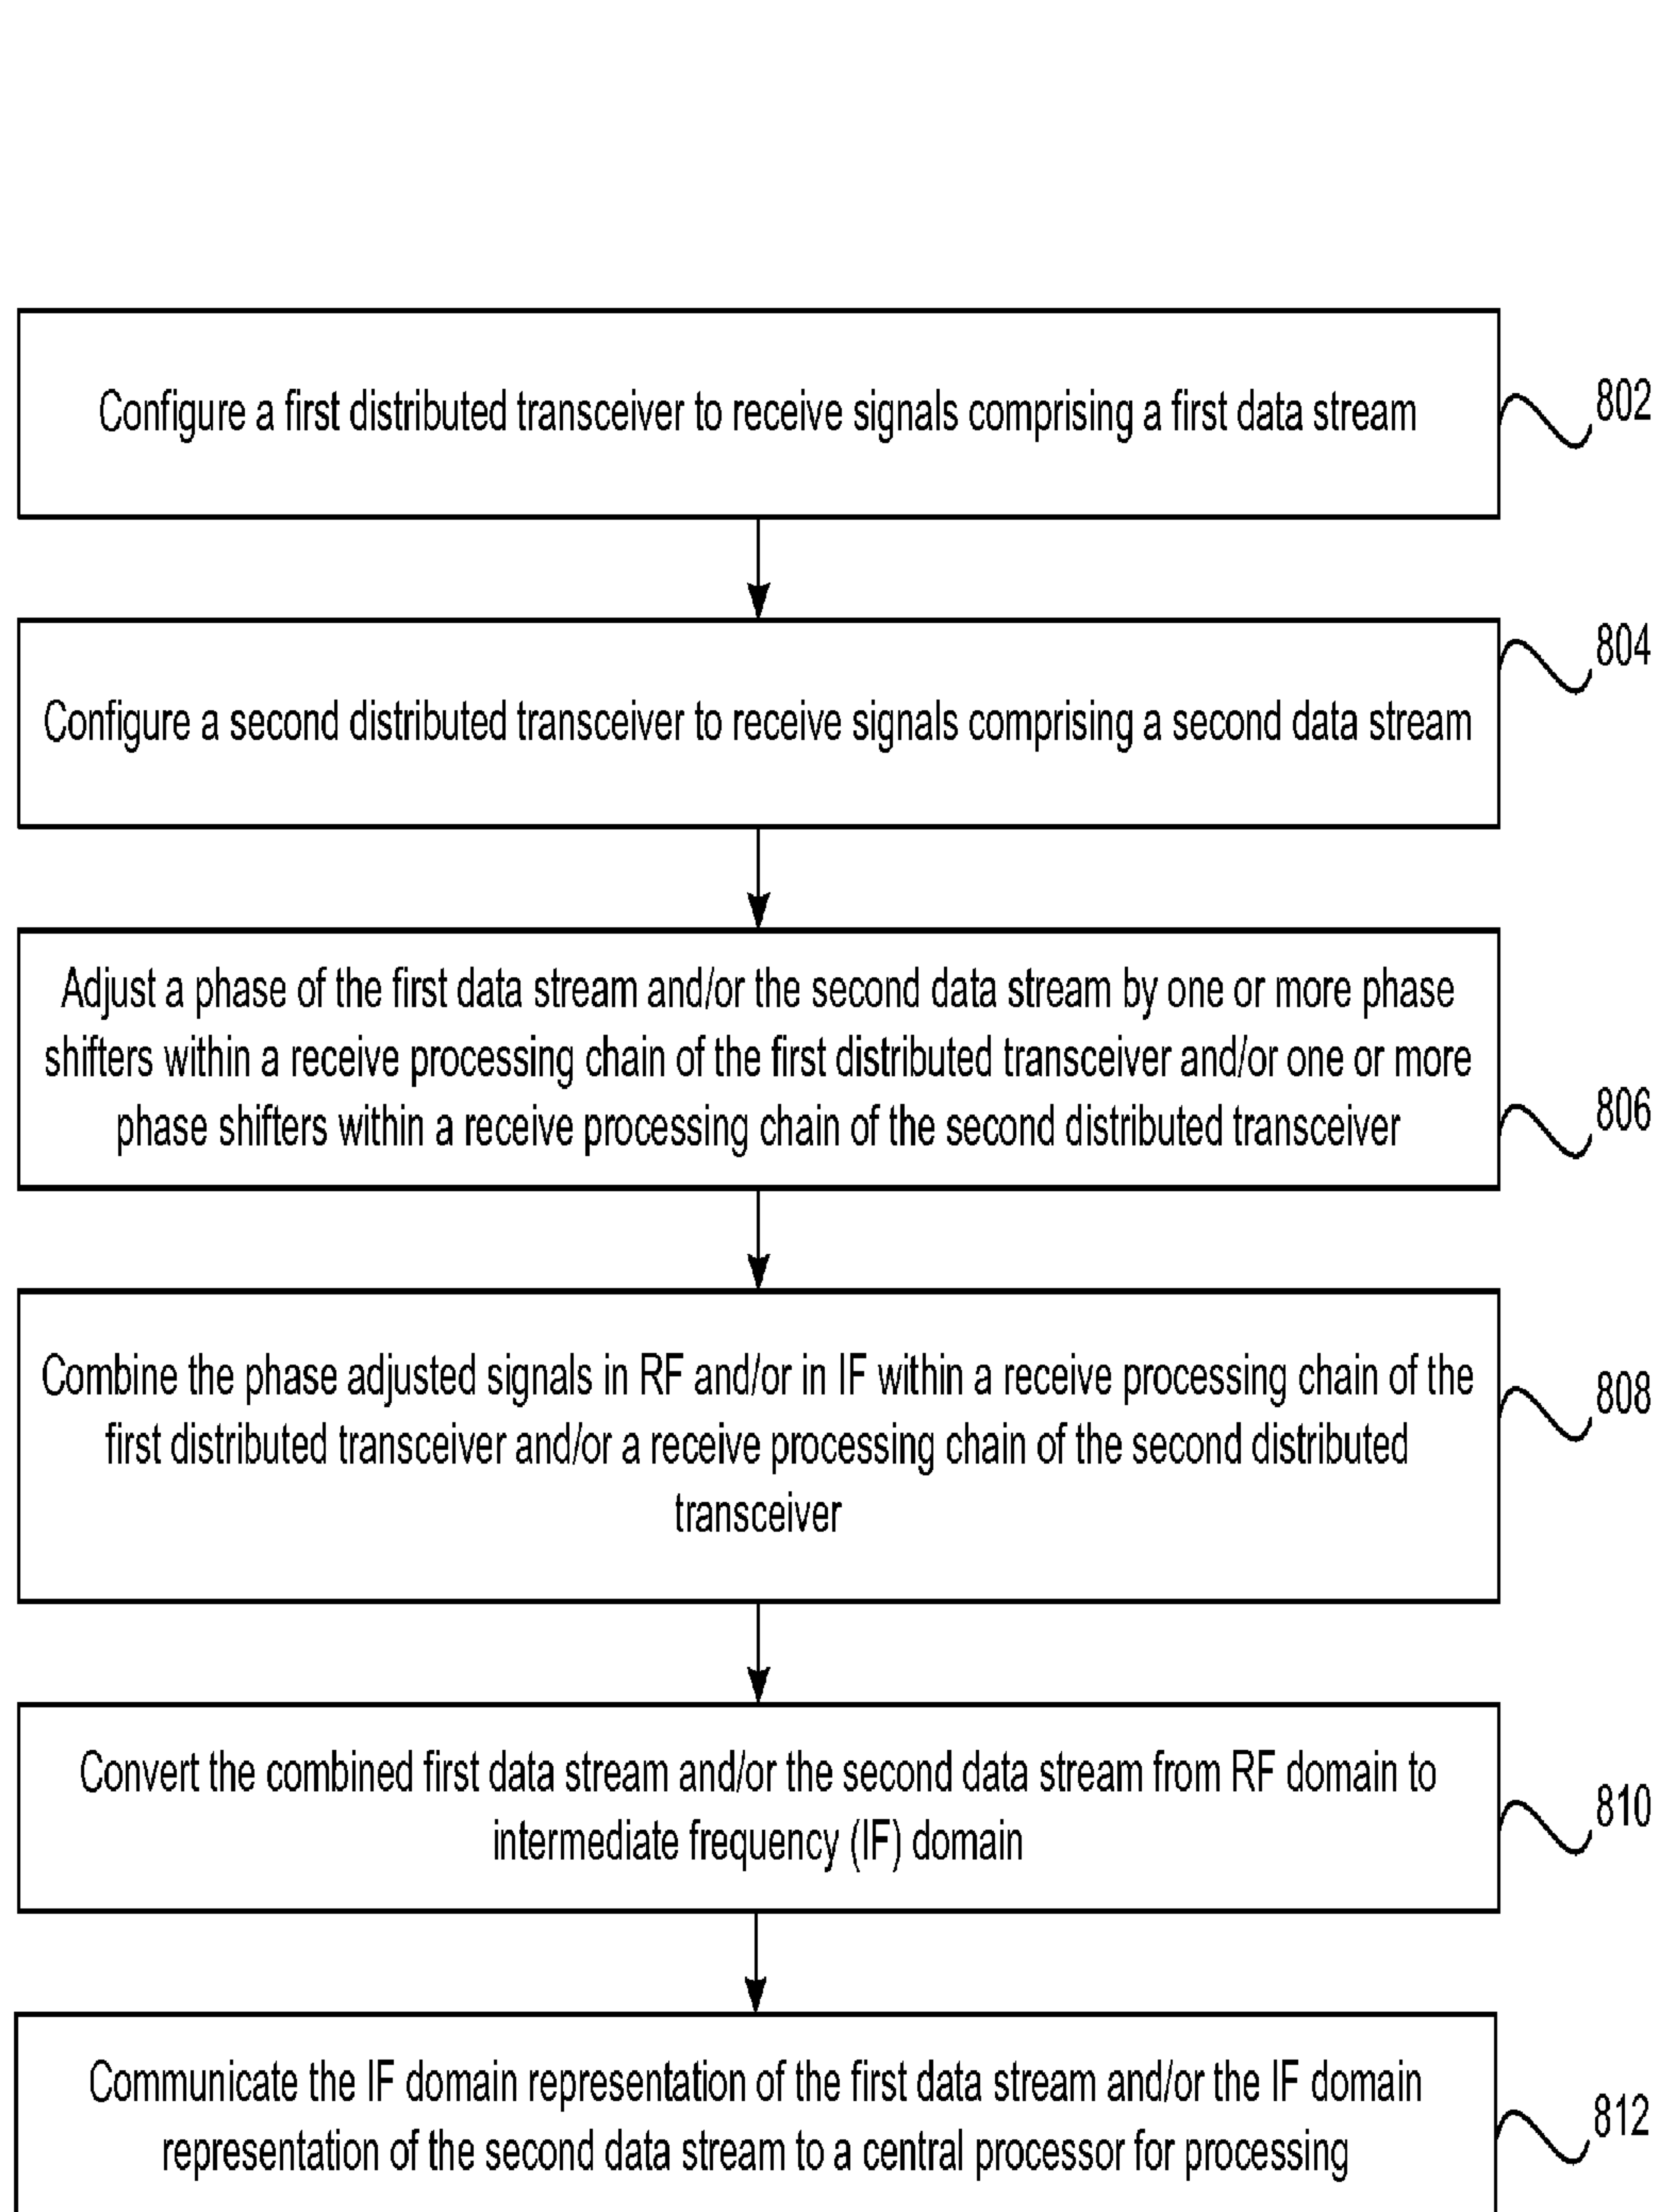 Configure a first distributed transceiver to receive signals comprising a first data stream
802
Configure a second distributed transceiver to receive signals comprising a second data stream
804
Adjust a phase of the first data stream and/or the second data stream by one or more phase
shifters within a receive processing chain of the first distributed transceiver and/or one or more
phase shifters within a receive processing chain of the second distributed transceiver
806
Combine the phase adjusted signals in RF and/or in IF within a receive processing chain of the
first distributed transceiver and/or a receive processing chain of the second distributed
transceiver
808
Convert the combined first data stream and/or the second data stream from RF domain to
intermediate frequency (IF) domain
810
Communicate the IF domain representation of the first data stream and/or the IF domain
representation of the second data stream to a central processor for processing
812